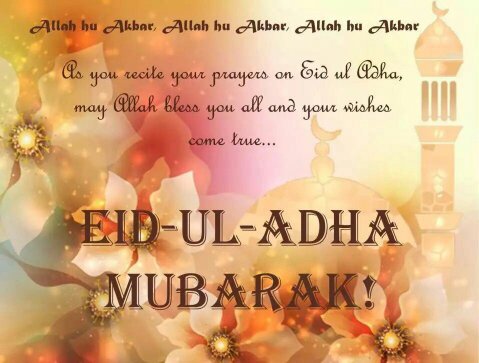 Allah hu Akbar, Allah hu Akbar, Allah hu Akbar
As you recite your prayers on Eid ul Adha,
may Allah bless you all and your wishes
come true...
EID-UL-ADHA
MUBARAK!